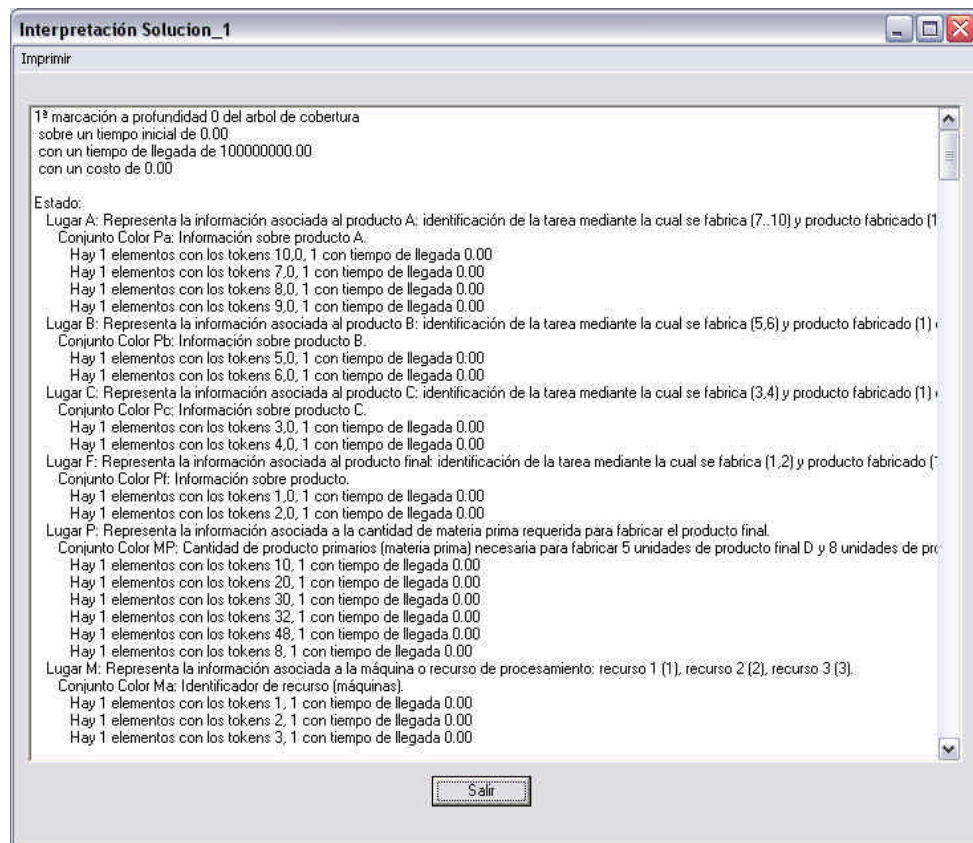 Interpretación Solucion_1
Imprimir
1ª marcación a profundidad 0 del arbol de cobertura
sobre un tiempo inicial de 0.00
con un tiempo de llegada de 100000000.00
con un costo de 0.00
Estado:
Lugar A: Representa la información asociada al producto A: identificación de la tarea mediante la cual se fabrica (7..10) y producto fabricado (1
Conjunto Color Pa: Información sobre producto A.
Hay 1 elementos con los tokens 10,0, 1 con tiempo de llegada 0.00
Hay 1 elementos con los tokens 7,0, 1 con tiempo de llegada 0.00
Hay 1 elementos con los tokens 8,0, 1 con tiempo de llegada 0.00
Hay 1 elementos con los tokens 9,0, 1 con tiempo de llegada 0.00
Lugar B: Representa la información asociada al producto B: identificación de la tarea mediante la cual se fabrica (5,6) y producto fabricado (1)
Conjunto Color Pb: Información sobre producto B.
Hay 1 elementos con los tokens 5,0, 1 con tiempo de llegada 0.00
Hay 1 elementos con los tokens 6,0, 1 con tiempo de llegada 0.00
Lugar C: Representa la información asociada al producto C: identificación de la tarea mediante la cual se fabrica (3,4) y producto fabricado (1)
Conjunto Color Pc: Información sobre producto C.
Hay 1 elementos con los tokens 3,0, 1 con tiempo de llegada 0.00
Hay 1 elementos con los tokens 4,0, 1 con tiempo de llegada 0.00
Lugar F: Representa la información asociada al producto final: identificación de la tarea mediante la cual se fabrica (1,2) y producto fabricado
Conjunto Color Pf: Información sobre producto.
Hay 1 elementos con los tokens 1,0, 1 con tiempo de llegada 0.00
Hay 1 elementos con los tokens 2,0, 1 con tiempo de llegada 0.00
Lugar P: Representa la información asociada a la cantidad de materia prima requerida para fabricar el producto final.
Conjunto Color MP: Cantidad de producto primarios (materia prima) necesaria para fabricar 5 unidades de producto final D y 8 unidades de pro
Hay 1 elementos con los tokens 10, 1 con tiempo de llegada 0.00
Hay 1 elementos con los tokens 20, 1 con tiempo de llegada 0.00
Hay 1 elementos con los tokens 30, 1 con tiempo de llegada 0.00
Hay 1 elementos con los tokens 32, 1 con tiempo de llegada 0.00
Hay 1 elementos con los tokens 48, 1 con tiempo de llegada 0.00
Hay 1 elementos con los tokens 8, 1 con tiempo de llegada 0.00
Lugar M: Representa la información asociada a la máquina o recurso de procesamiento: recurso 1 (1), recurso 2 (2), recurso 3 (3).
Conjunto Color Ma: Identificador de recurso (máquinas).
Hay 1 elementos con los tokens 1, 1 con tiempo de llegada 0.00
Hay 1 elementos con los tokens 2, 1 con tiempo de llegada 0.00
Hay 1 elementos con los tokens 3, 1 con tiempo de llegada 0.00
Salir